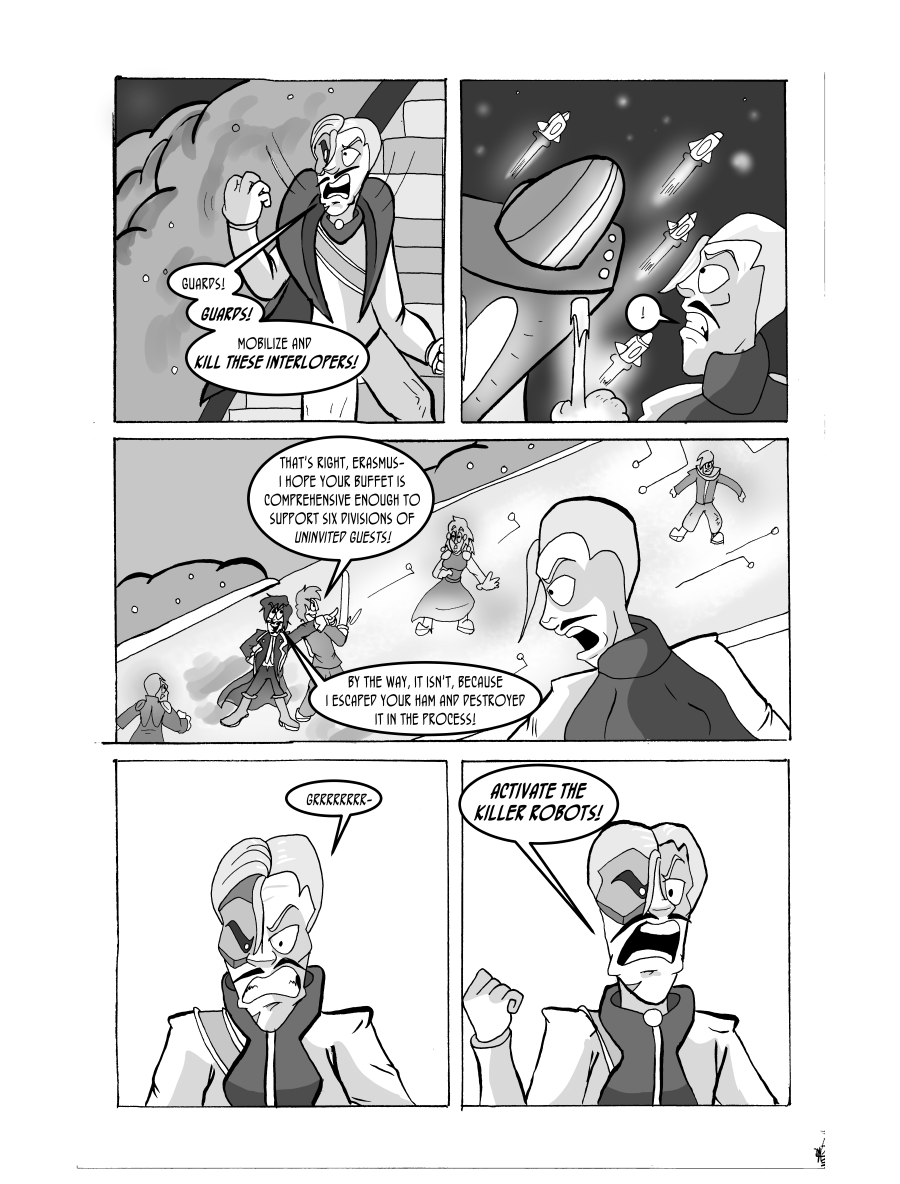 GUARDS!
GUARDS!
MOBILIZE AND
KILL THESE INTERLOPERS!
!
THAT'S RIGHT, ERASMUS-
I HOPE YOUR BUFFET IS
COMPREHENSIVE ENOUGH TO
SUPPORT SIX DIVISIONS OF
UNINVITED GUESTS!
BY THE WAY, IT ISN'T, BECAUSE
I ESCAPED YOUR HAM AND DESTROYED
IT IN THE PROCESS!
GRRRRRRRR-
ACTIVATE THE
KILLER ROBOTS!